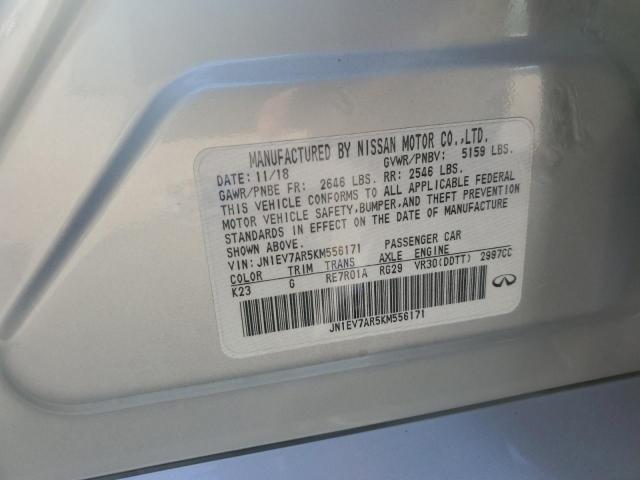 MANUFACTURED BY NISSAN MOTOR CO.,LTD.
DATE: 11/18 GVWR/PNBV: 5159 LBS.
GAWR/PNBE FR: 2646 LBS. RR: 2546 LBS.
THIS VEHICLE CONFORMS TO ALL APPLICABLE FEDERAL
MOTOR VEHICLE SAFETY,BUMPER,AND THEFT PREVENTION
STANDARDS IN EFFECT ON THE DATE OF MANUFACTURE
SHOWN ABOVE.
VIN: JN1EV7AR5KM556171 PASSENGER CAR
COLOR TRIM TRANS AXLE ENGINE
K23 G RE7R01A RG29 VR30(DDTT) 2997CC
JN1EV7AR5KM556171